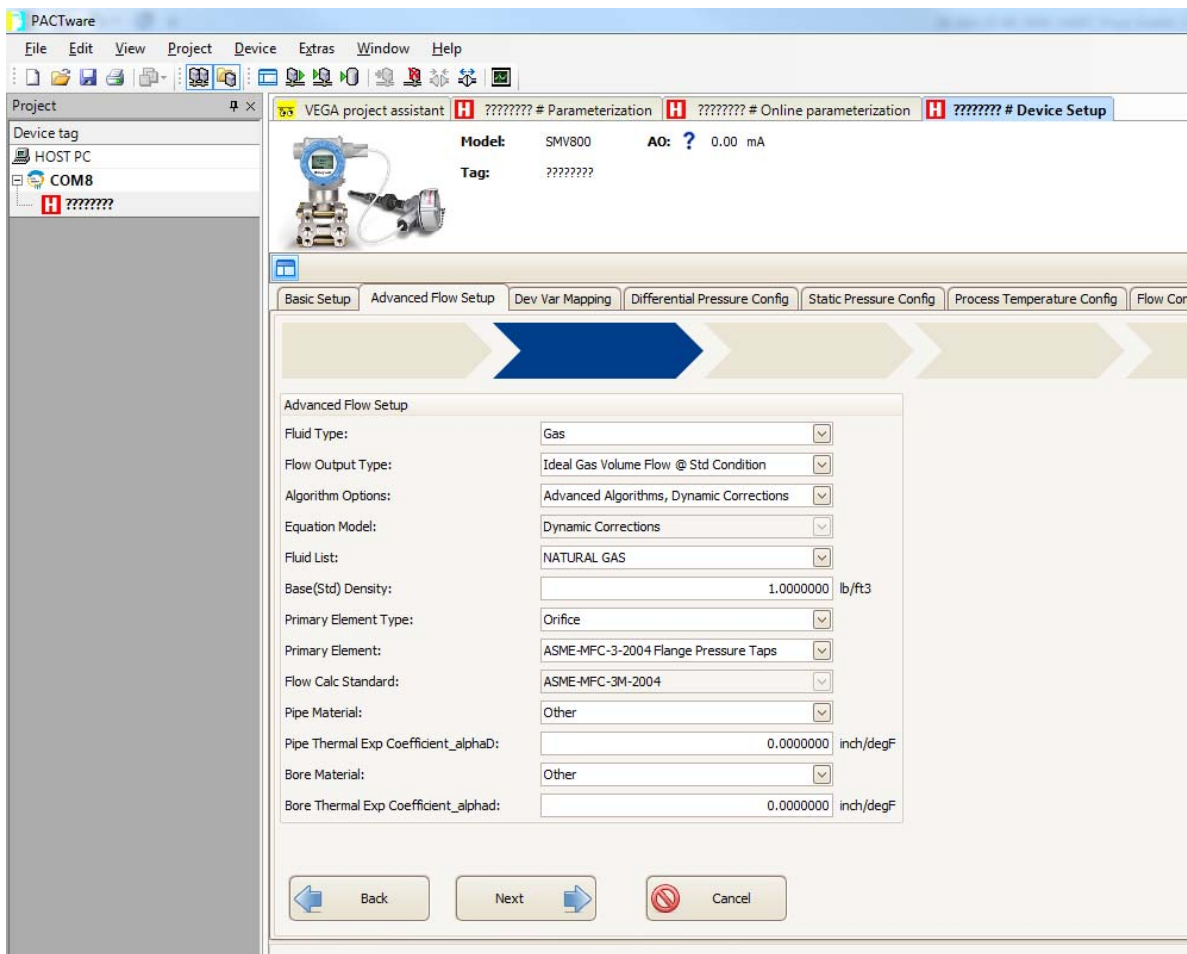 PACTware
File Edit View Project Device Extras Window Help
Project
Device tag
HOST PC
COM8
H ????????
VEGA project assistant H ???????? # Parameterization H ???????? # Online parameterization H ???????? # Device Setup
Model: SMV800 AO: ? 0.00 mA
Tag: ????????
Basic Setup Advanced Flow Setup Dev Var Mapping Differential Pressure Config Static Pressure Config Process Temperature Config Flow Con
Advanced Flow Setup
Fluid Type: Gas
Flow Output Type: Ideal Gas Volume Flow @ Std Condition
Algorithm Options: Advanced Algorithms, Dynamic Corrections
Equation Model: Dynamic Corrections
Fluid List: NATURAL GAS
Base(Std) Density: 1.0000000 lb/ft3
Primary Element Type: Orifice
Primary Element: ASME-MFC-3-2004 Flange Pressure Taps
Flow Calc Standard: ASME-MFC-3M-2004
Pipe Material: Other
Pipe Thermal Exp Coefficient_alphaD: 0.0000000 inch/degF
Bore Material: Other
Bore Thermal Exp Coefficient_alphad: 0.0000000 inch/degF
Back Next Cancel